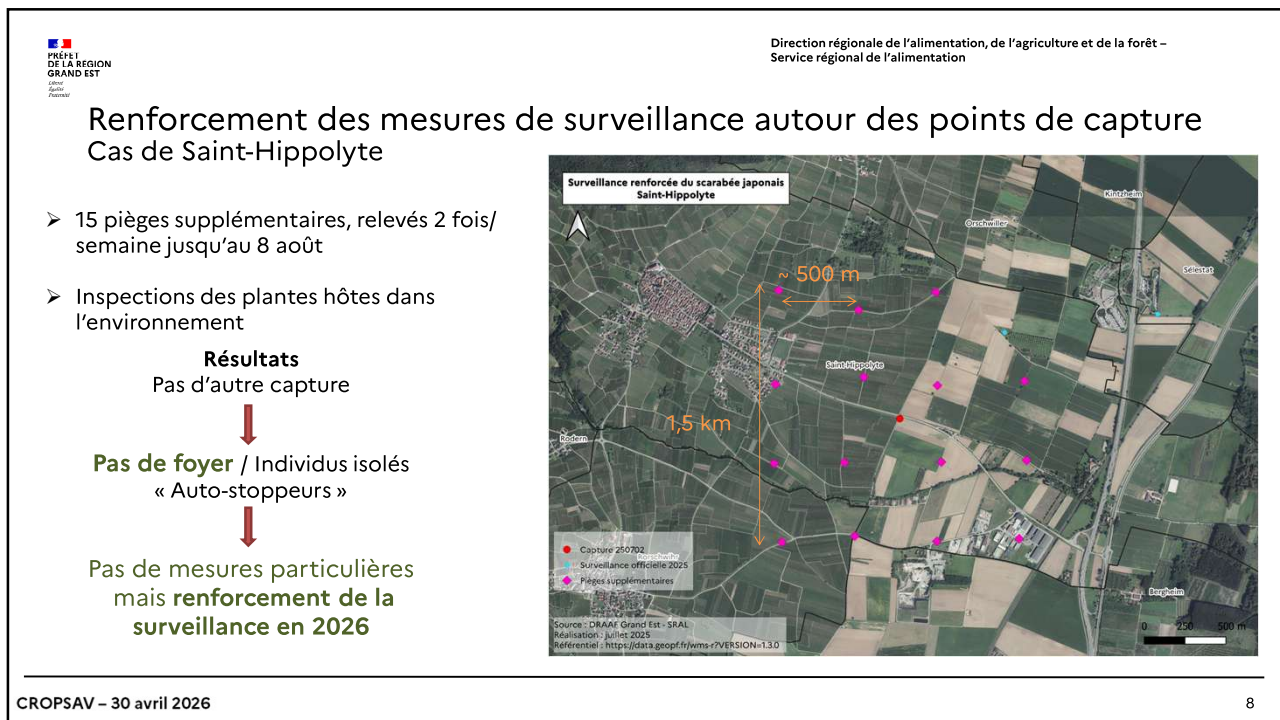 PRÉFET
DE LA REGION
GRAND EST
Liberté
Égalité
Fraternité
Direction régionale de l’alimentation, de l’agriculture et de la forêt –
Service régional de l’alimentation
Renforcement des mesures de surveillance autour des points de capture
Cas de Saint-Hippolyte
➢ 15 pièges supplémentaires, relevés 2 fois/
semaine jusqu’au 8 août
➢ Inspections des plantes hôtes dans
l’environnement
Résultats
Pas d’autre capture
Pas de foyer / Individus isolés
« Auto-stoppeurs »
Pas de mesures particulières
mais renforcement de la
surveillance en 2026
Surveillance renforcée du scarabée japonais
Saint-Hippolyte
Kintzheim
Orschwiller
Sélestat
~ 500 m
Saint-Hippolyte
1,5 km
Rodern
Rorschwihr
Bergheim
Capture 250702
Surveillance officielle 2025
Pièges supplémentaires
Source : DRAAF Grand Est - SRAL
Réalisation : juillet 2025
Référentiel : https://data.geopf.fr/wms-r?VERSION=1.3.0
0 250 500 m
CROPSAV – 30 avril 2026
8